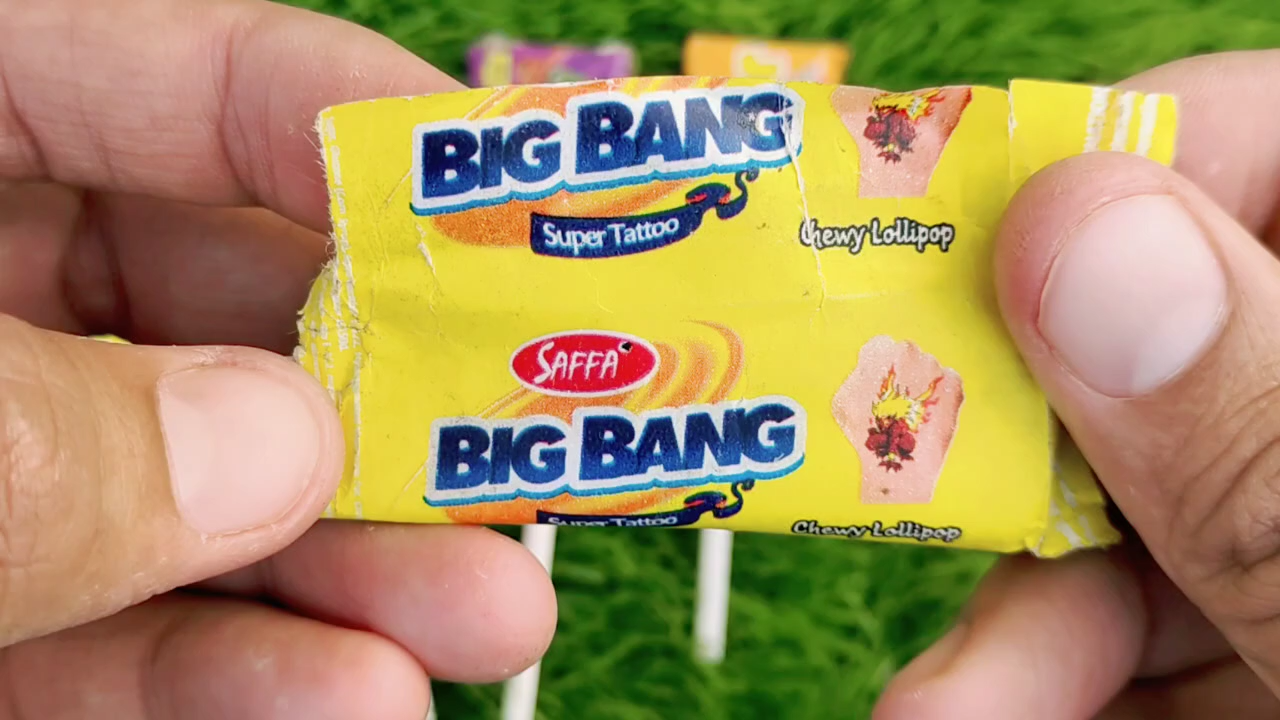 BIG BANG
Super Tattoo
Chewy Lollipop
SAFFA
BIG BANG
Super Tattoo
Chewy Lollipop